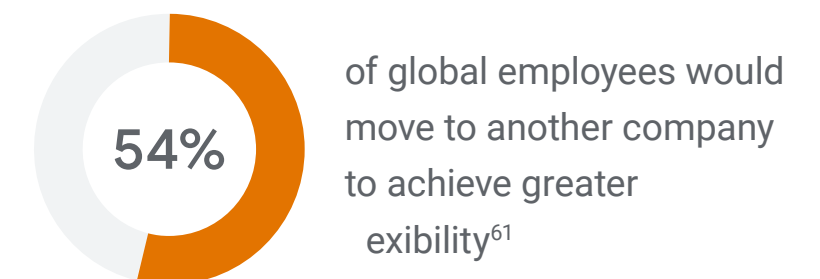 54%
of global employees would
move to another company
to achieve greater
exibility61